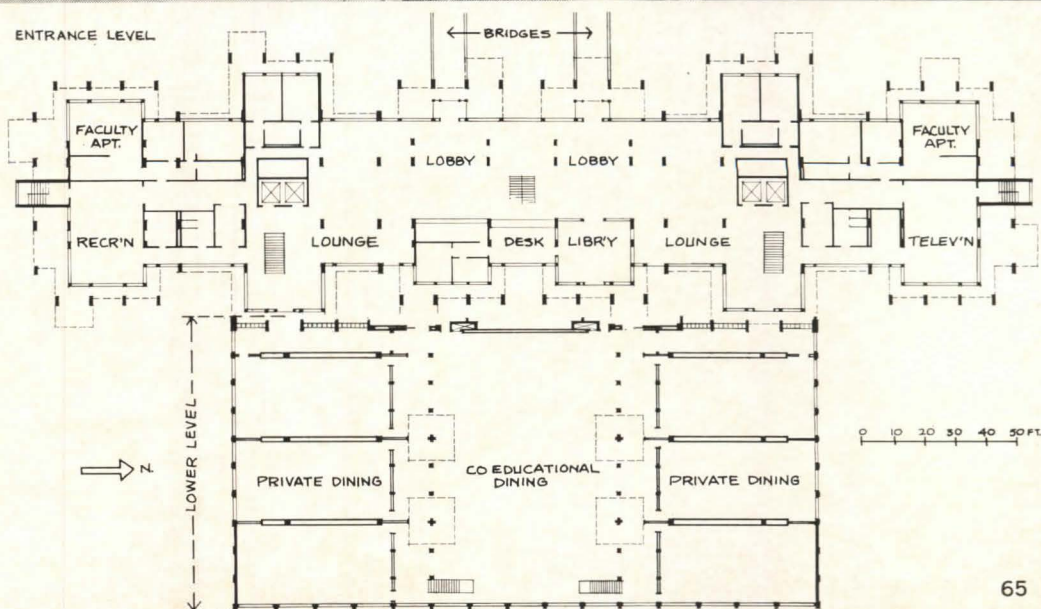 ENTRANCE LEVEL
BRIDGES
FACULTY
APT.
LOBBY
LOBBY
FACULTY
APT.
RECR'N
LOUNGE
DESK
LIBR'Y
LOUNGE
TELEV'N
LOWER LEVEL
N.
PRIVATE DINING
CO EDUCATIONAL
DINING
PRIVATE DINING
0 10 20 30 40 50 FT.
65